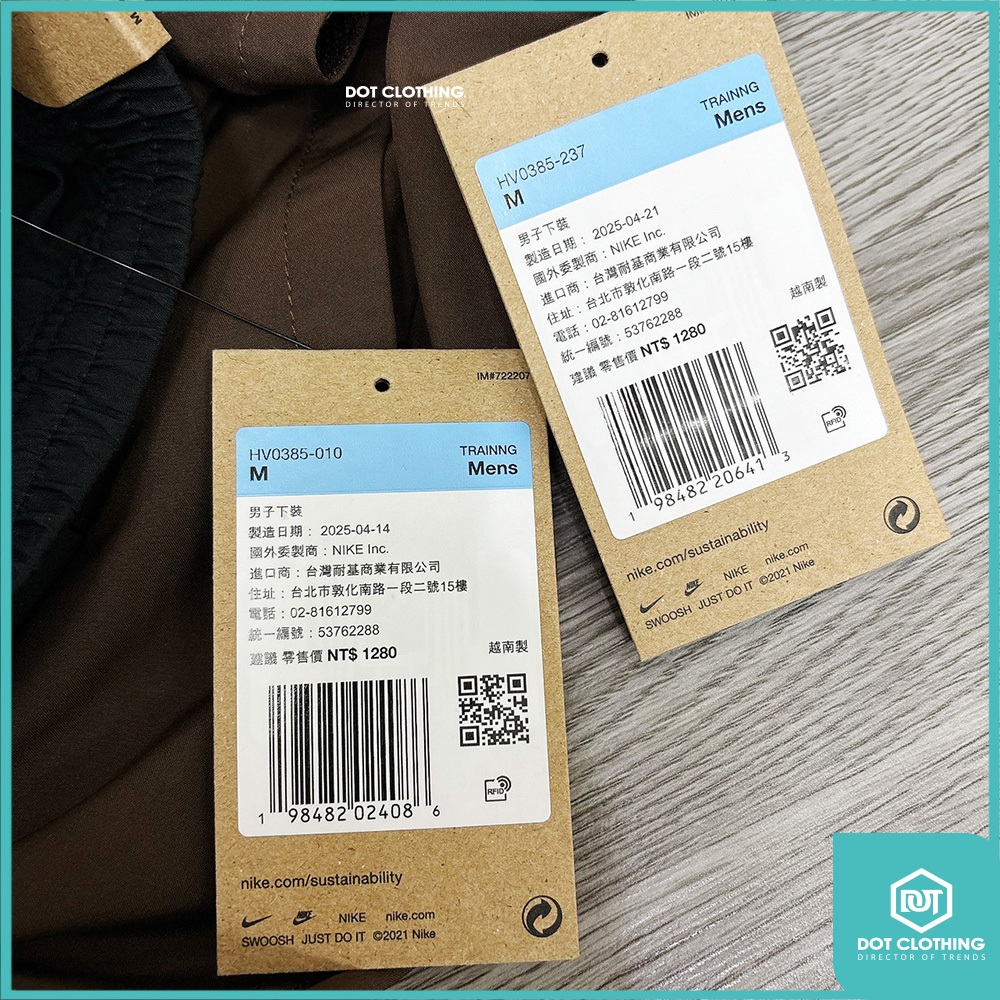 DOT CLOTHING
DIRECTOR OF TRENDS
TRAINNG
Mens
HV0385-237
M
男子下裝
製造日期： 2025-04-21
國外委製商：NIKE Inc.
進口商：台灣耐基商業有限公司
住址：台北市敦化南路一段二號15樓
電話：02-81612799
統一編號：53762288
建議 零售價 NT$ 1280
越南製
RFID
1 98482 20641 3
nike.com/sustainability
NIKE nike.com
SWOOSH JUST DO IT ©2021 Nike
IM#722207
HV0385-010
M
TRAINNG
Mens
男子下裝
製造日期： 2025-04-14
國外委製商：NIKE Inc.
進口商：台灣耐基商業有限公司
住址：台北市敦化南路一段二號15樓
電話：02-81612799
統一編號：53762288
建議 零售價 NT$ 1280
越南製
RFID
1 98482 02408 6
nike.com/sustainability
NIKE nike.com
SWOOSH JUST DO IT ©2021 Nike
DOT
DOT CLOTHING
DIRECTOR OF TRENDS